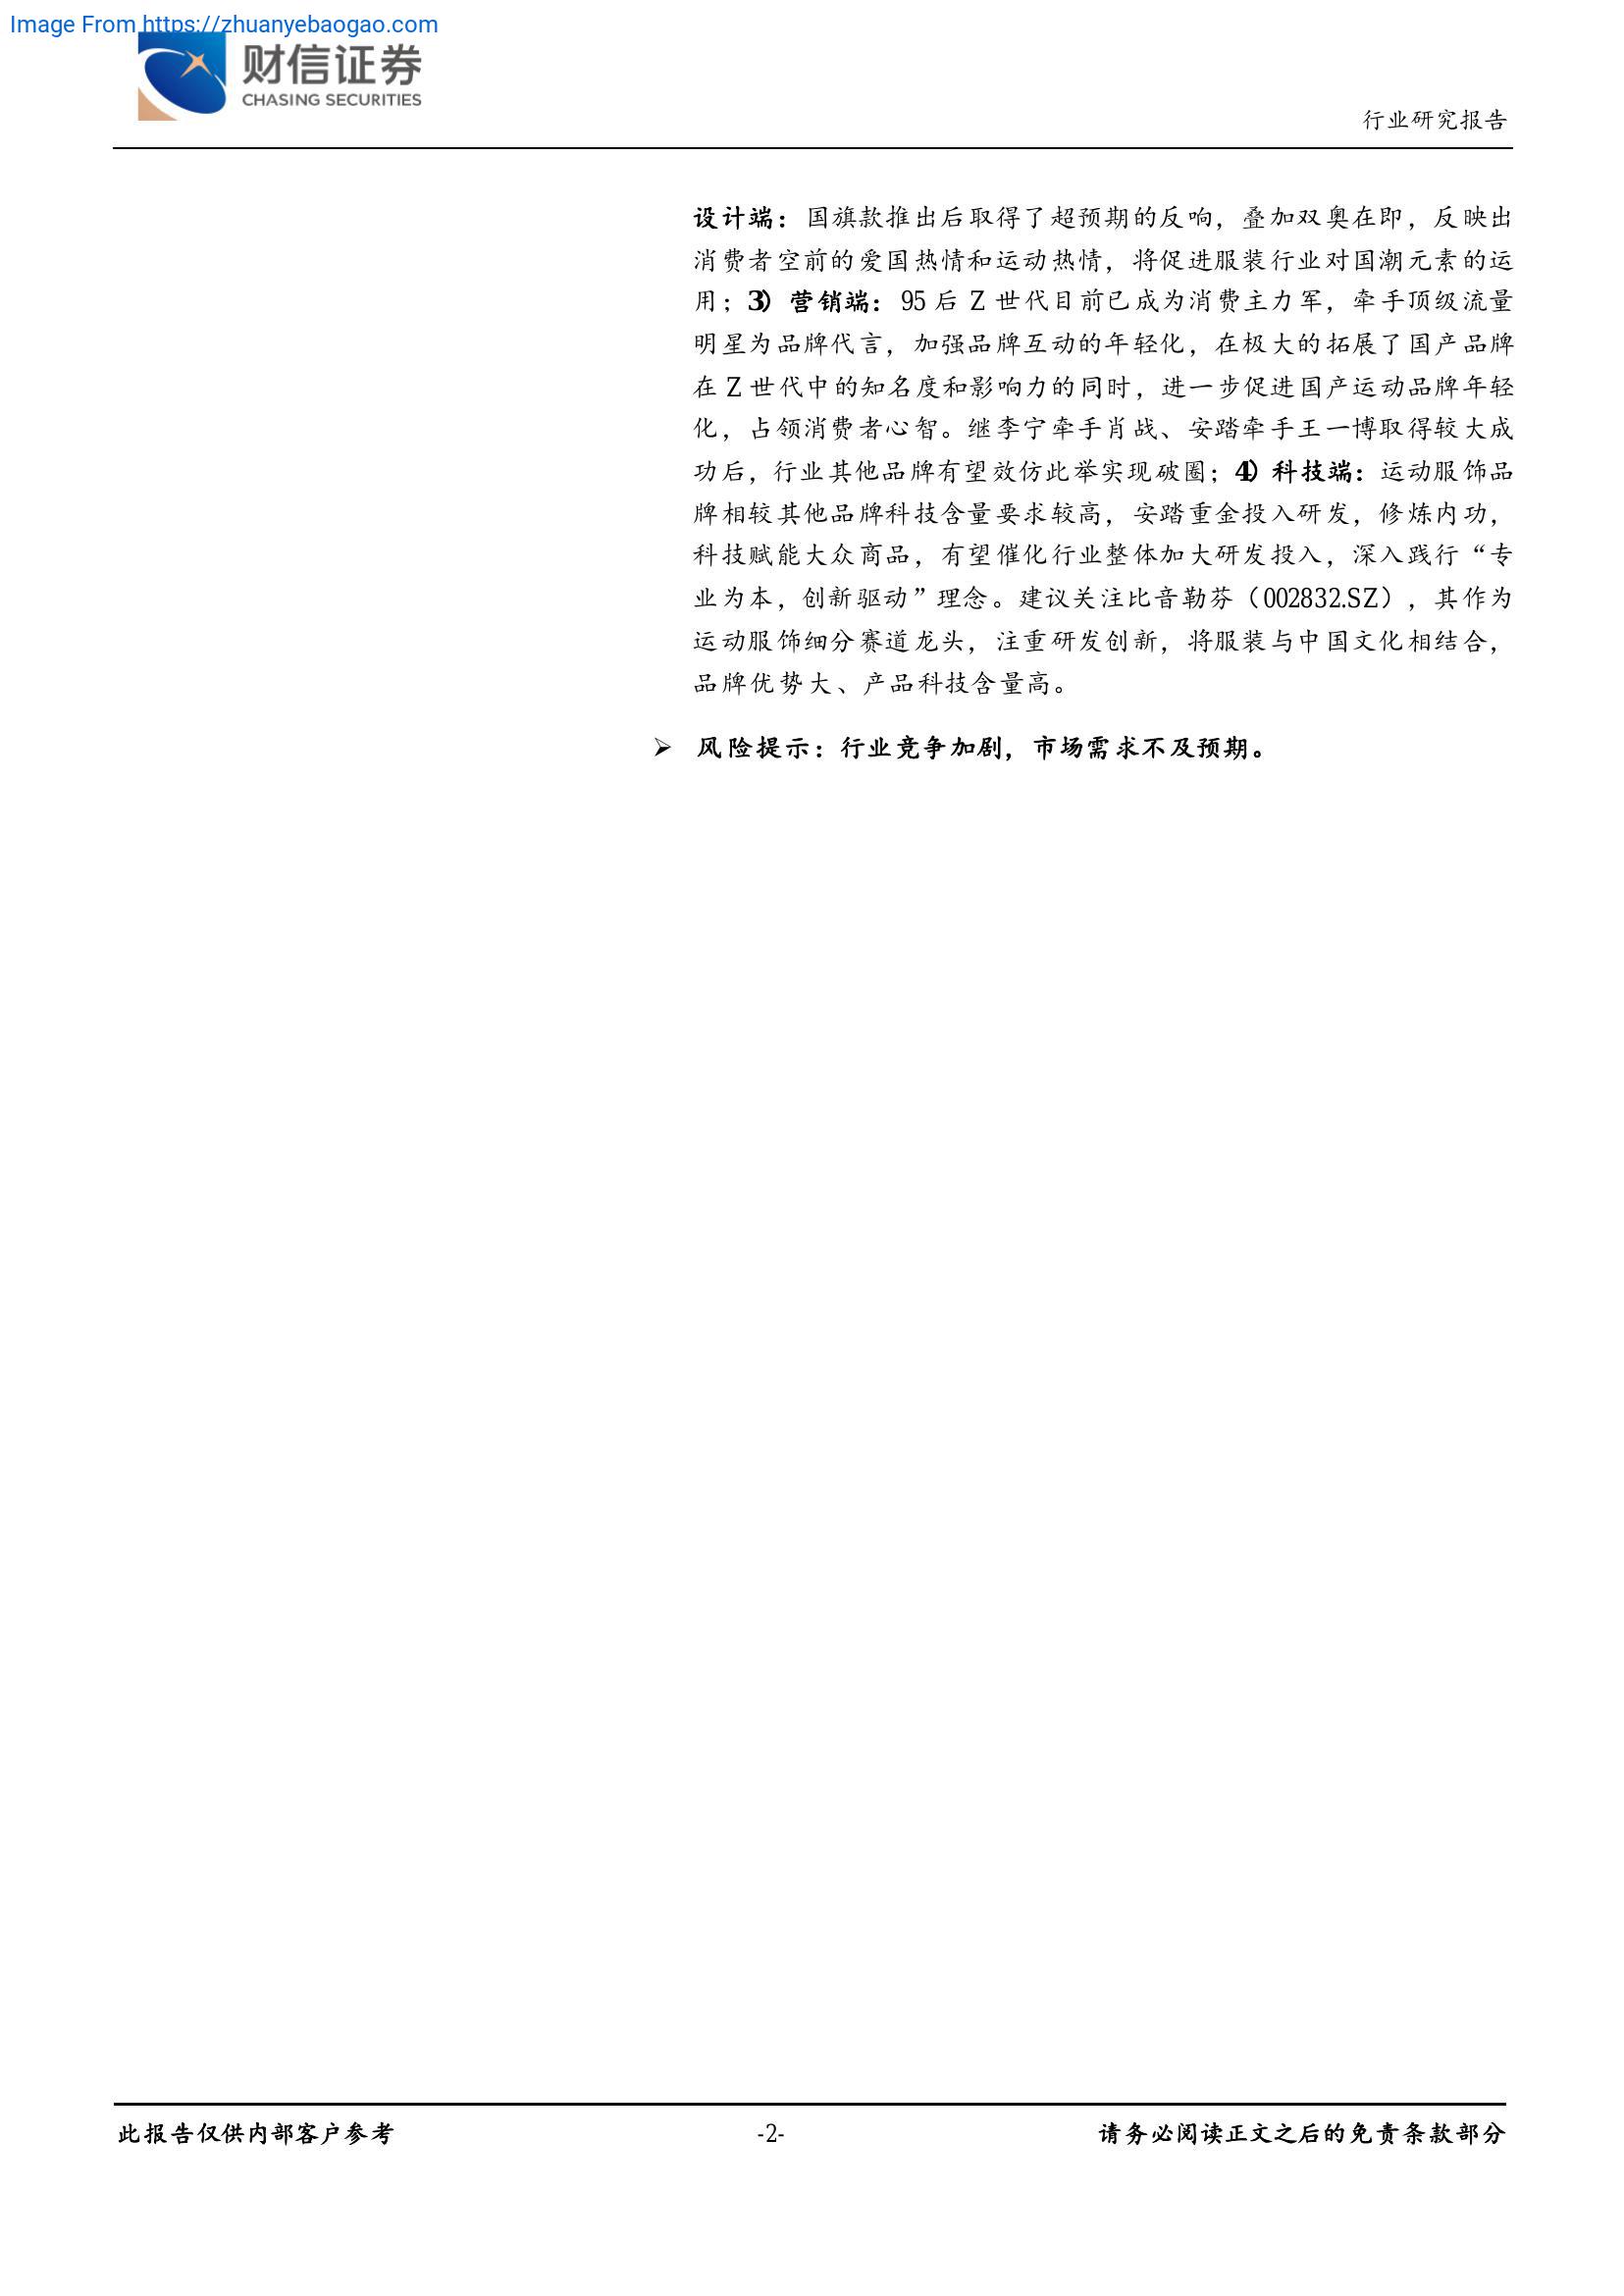 Image From https://zhuanyebaogao.com
财信证券
CHASING SECURITIES
行业研究报告
设计端：国旗款推出后取得了超预期的反响，叠加双奥在即，反映出
消费者空前的爱国热情和运动热情，将促进服装行业对国潮元素的运
用；3）营销端：95 后 Z 世代目前已成为消费主力军，牵手顶级流量
明星为品牌代言，加强品牌互动的年轻化，在极大的拓展了国产品牌
在 Z 世代中的知名度和影响力的同时，进一步促进国产运动品牌年轻
化，占领消费者心智。继李宁牵手肖战、安踏牵手王一博取得较大成
功后，行业其他品牌有望效仿此举实现破圈；4）科技端：运动服饰品
牌相较其他品牌科技含量要求较高，安踏重金投入研发，修炼内功，
科技赋能大众商品，有望催化行业整体加大研发投入，深入践行“专
业为本，创新驱动”理念。建议关注比音勒芬（002832.SZ），其作为
运动服饰细分赛道龙头，注重研发创新，将服装与中国文化相结合，
品牌优势大、产品科技含量高。
➢ 风险提示：行业竞争加剧，市场需求不及预期。
此报告仅供内部客户参考
-2-
请务必阅读正文之后的免责条款部分